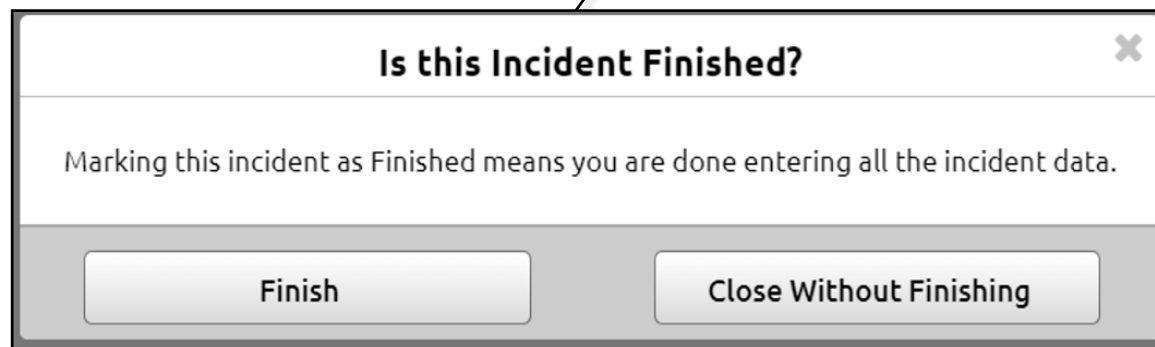 Is this Incident Finished?
Marking this incident as Finished means you are done entering all the incident data.
Finish
Close Without Finishing